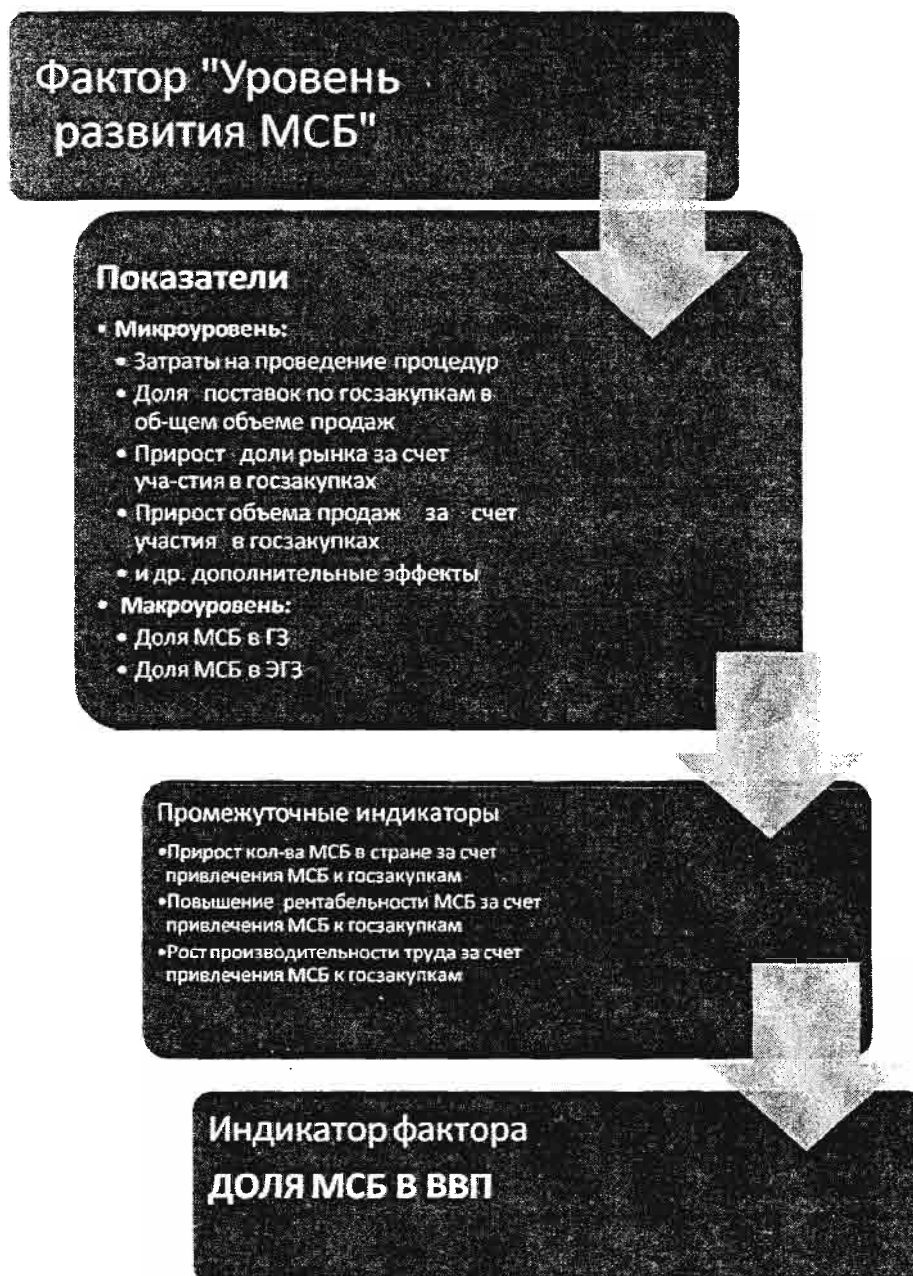 Фактор "Уровень
развития МСБ"
Показатели
• Микроуровень:
• Затраты на проведение процедур
• Доля поставок по госзакупкам в
об-щем объеме продаж
• Прирост доли рынка за счет
уча-стия в госзакупках
• Прирост объема продаж за счет
участия в госзакупках
• и др. дополнительные эффекты
• Макроуровень:
• Доля МСБ в ГЗ
• Доля МСБ в ЭГЗ
Промежуточные индикаторы
•Прирост кол-ва МСБ в стране за счет
привлечения МСБ к госзакупкам
•Повышение рентабельности МСБ за счет
привлечения МСБ к госзакупкам
•Рост производительности труда за счет
привлечения МСБ к госзакупкам
Индикатор фактора
ДОЛЯ МСБ В ВВП